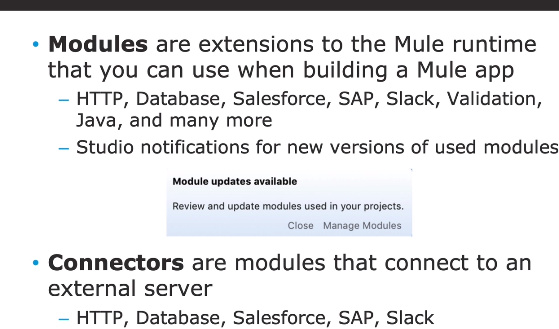 • Modules are extensions to the Mule runtime
that you can use when building a Mule app
– HTTP, Database, Salesforce, SAP, Slack, Validation,
Java, and many more
– Studio notifications for new versions of used modules
Module updates available
Review and update modules used in your projects.
Close Manage Modules
• Connectors are modules that connect to an
external server
– HTTP, Database, Salesforce, SAP, Slack